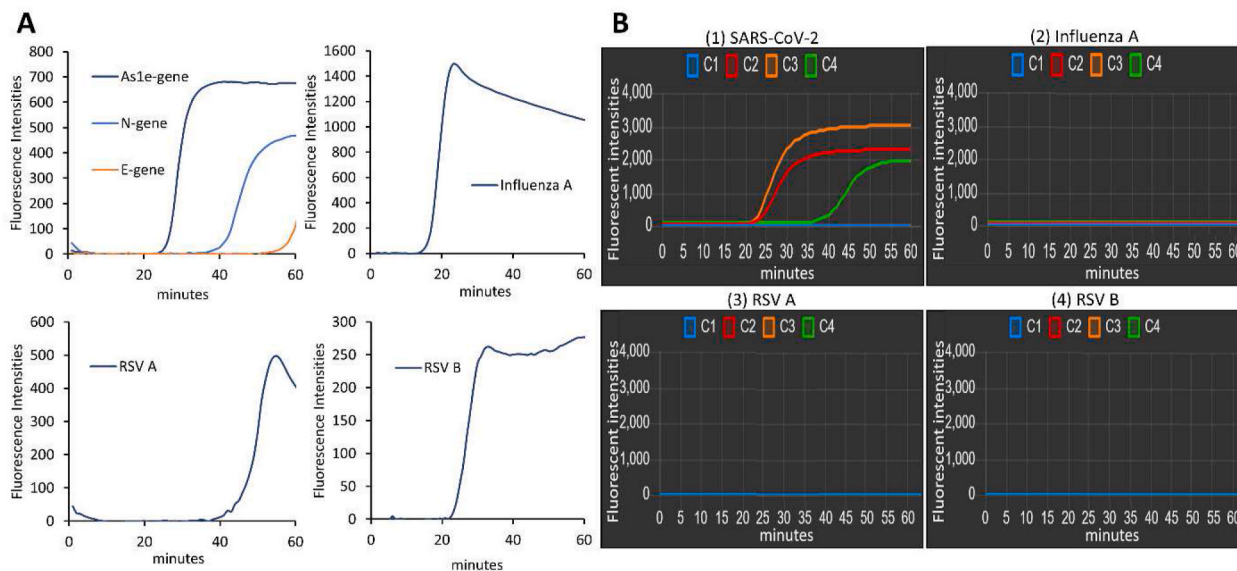 A
Fluorescence Intensities
800
700
600
500
400
300
200
100
0
As1e-gene
N-gene
E-gene
0 20 40 60
minutes
Fluorescence Intensities
1600
1400
1200
1000
800
600
400
200
0
Influenza A
0 20 40 60
minutes
Fluorescence Intensities
600
500
400
300
200
100
0
RSV A
0 20 40 60
minutes
Fluorescence Intensities
300
250
200
150
100
50
0
RSV B
0 20 40 60
minutes
B
(1) SARS-CoV-2
C1 C2 C3 C4
Fluorescent intensities
4,000
3,000
2,000
1,000
0
0 5 10 15 20 25 30 35 40 45 50 55 60
minutes
(2) Influenza A
C1 C2 C3 C4
Fluorescent intensities
4,000
3,000
2,000
1,000
0
0 5 10 15 20 25 30 35 40 45 50 55 60
minutes
(3) RSV A
C1 C2 C3 C4
Fluorescent intensities
4,000
3,000
2,000
1,000
0
0 5 10 15 20 25 30 35 40 45 50 55 60
minutes
(4) RSV B
C1 C2 C3 C4
Fluorescent intensities
4,000
3,000
2,000
1,000
0
0 5 10 15 20 25 30 35 40 45 50 55 60
minutes